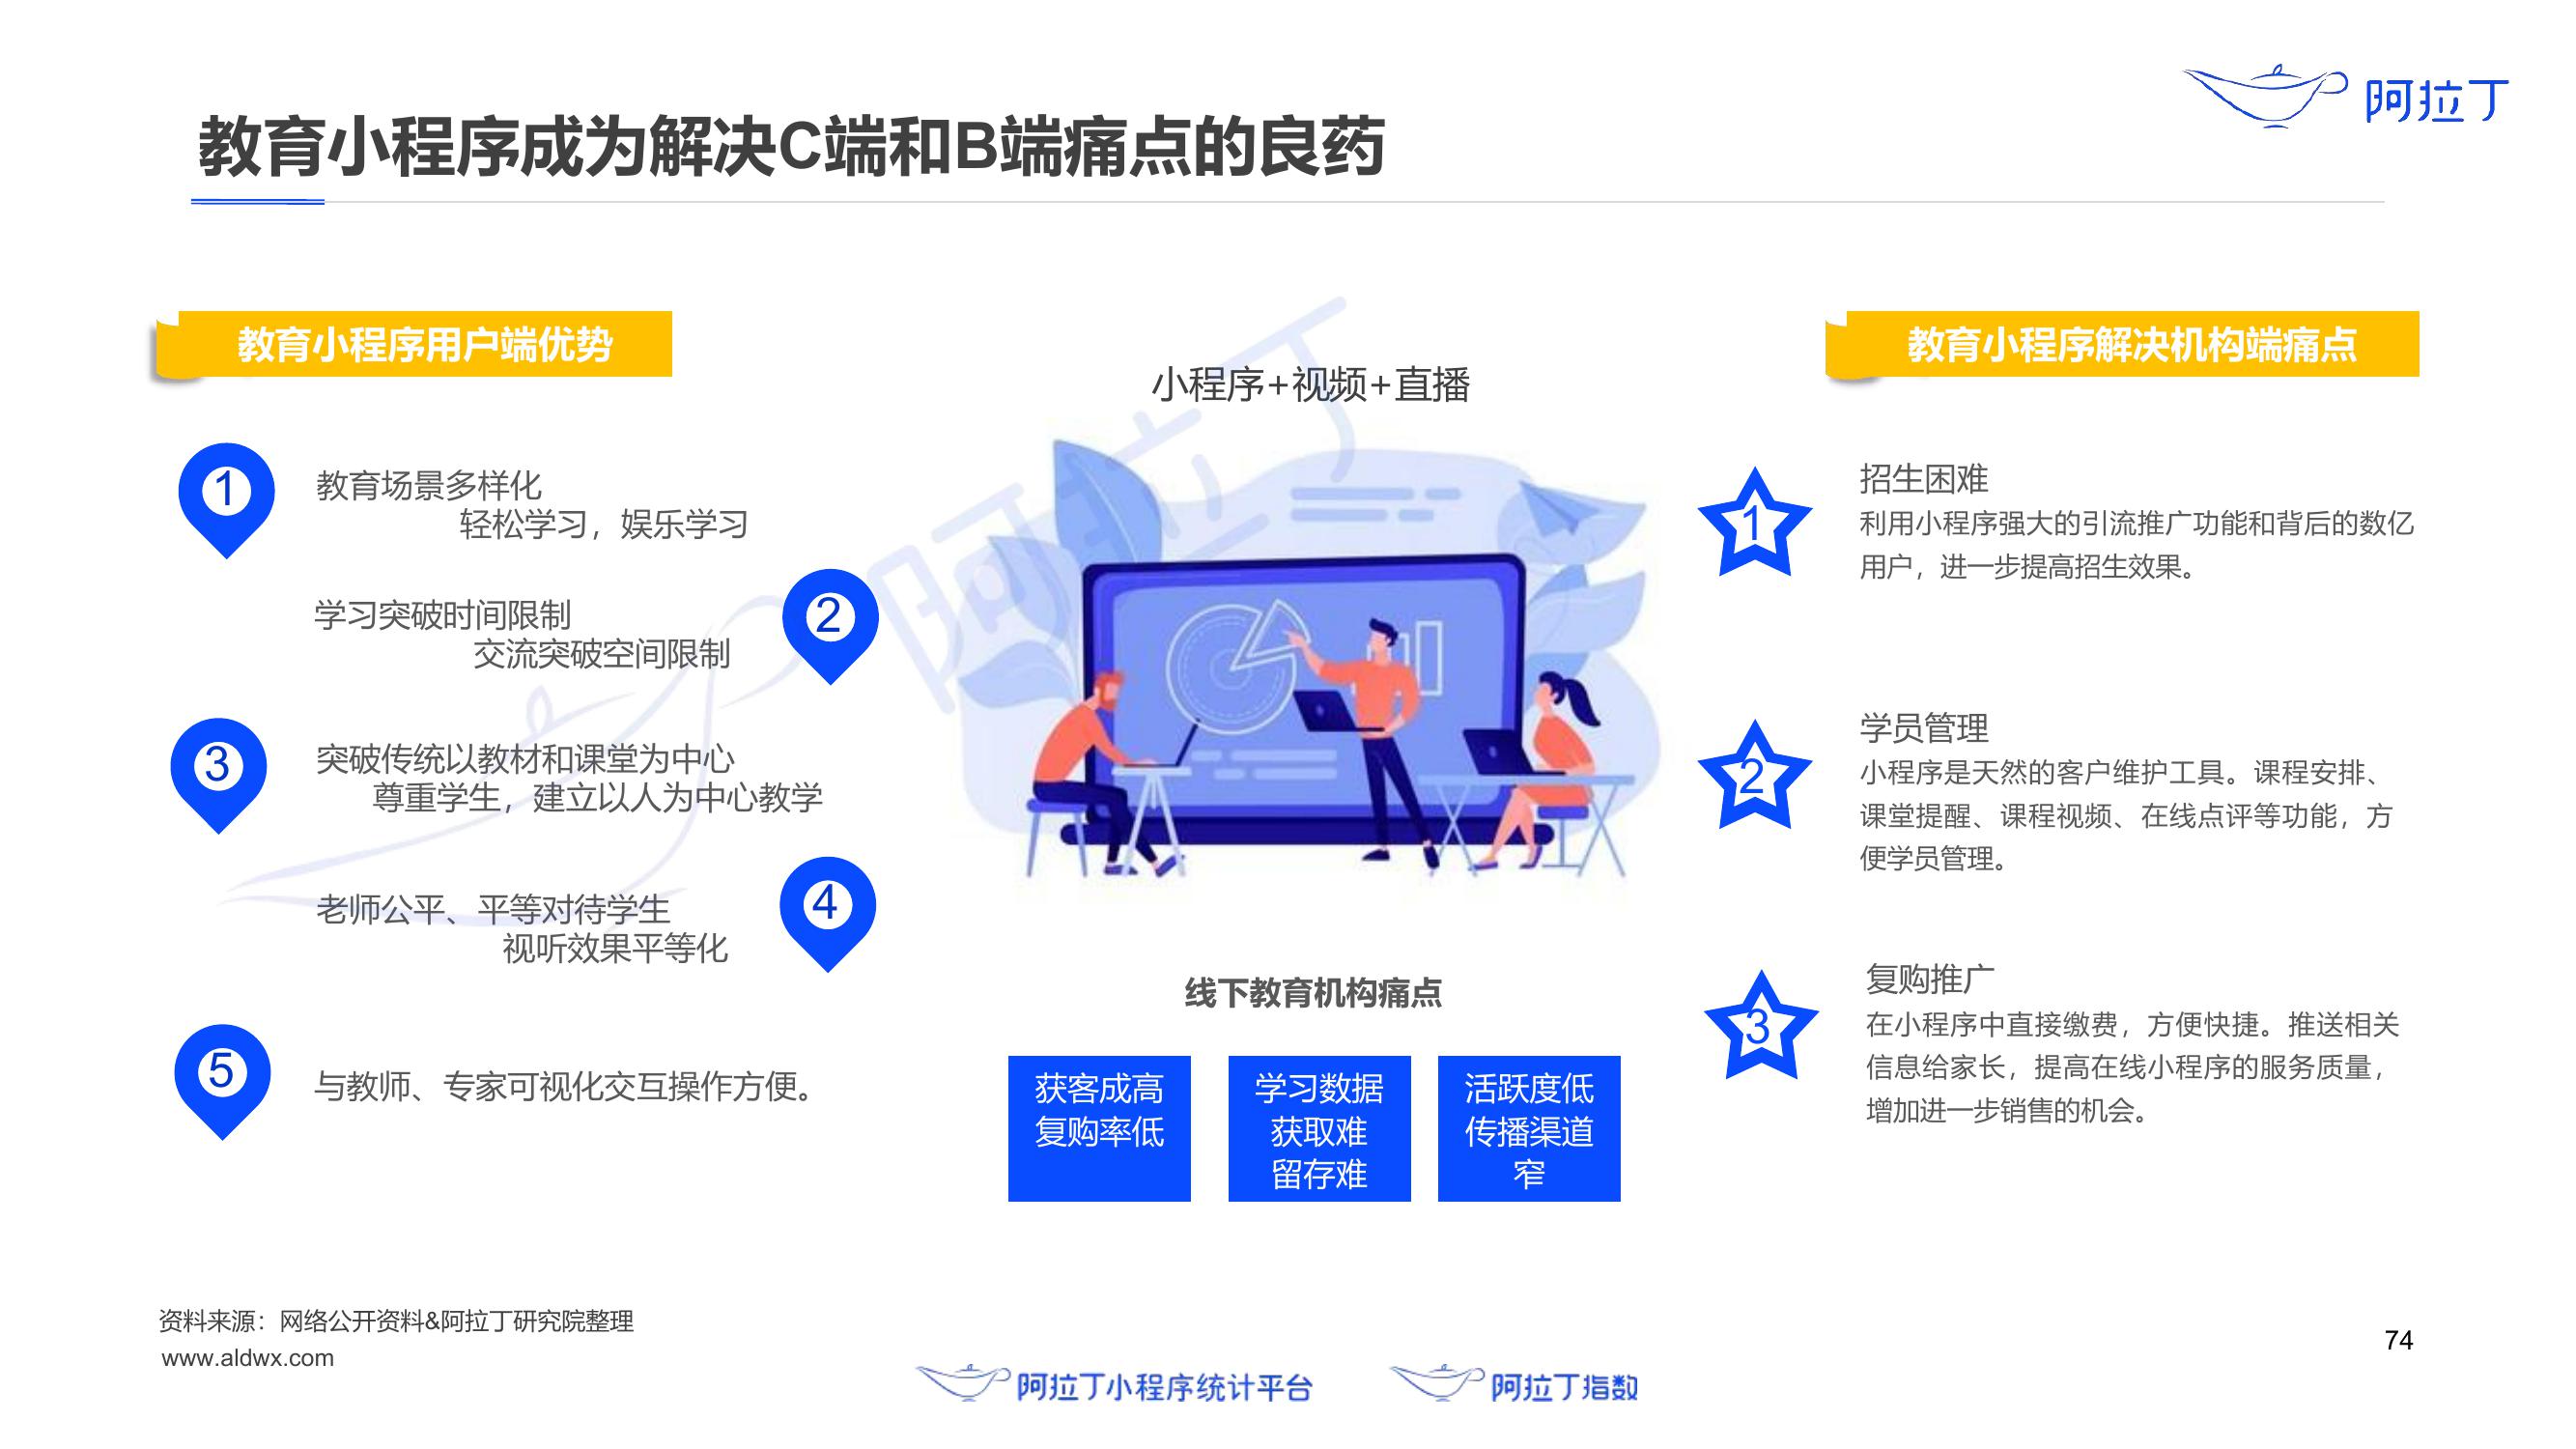 阿拉丁
教育小程序成为解决C端和B端痛点的良药
教育小程序用户端优势
1
教育场景多样化
轻松学习，娱乐学习
2
学习突破时间限制
交流突破空间限制
3
突破传统以教材和课堂为中心
尊重学生，建立以人为中心教学
4
老师公平、平等对待学生
视听效果平等化
5
与教师、专家可视化交互操作方便。
小程序+视频+直播
阿拉丁
线下教育机构痛点
获客成高
复购率低
学习数据
获取难
留存难
活跃度低
传播渠道
窄
教育小程序解决机构端痛点
1
招生困难
利用小程序强大的引流推广功能和背后的数亿
用户，进一步提高招生效果。
2
学员管理
小程序是天然的客户维护工具。课程安排、
课堂提醒、课程视频、在线点评等功能，方
便学员管理。
3
复购推广
在小程序中直接缴费，方便快捷。推送相关
信息给家长，提高在线小程序的服务质量，
增加进一步销售的机会。
资料来源：网络公开资料&阿拉丁研究院整理
www.aldwx.com
阿拉丁小程序统计平台
阿拉丁指数
74